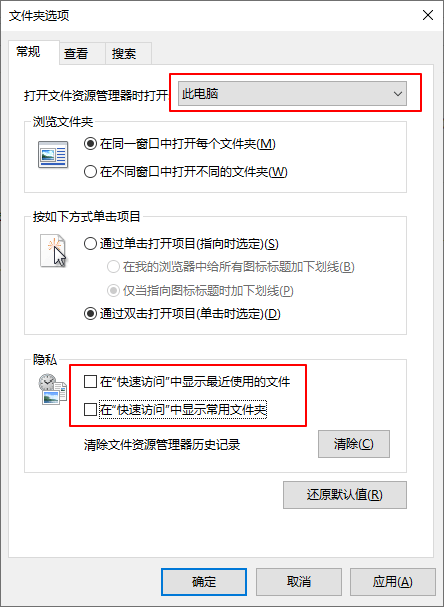 文件夹选项
常规 查看 搜索
打开文件资源管理器时打开: 此电脑
浏览文件夹
在同一窗口中打开每个文件夹(M)
在不同窗口中打开不同的文件夹(W)
按如下方式单击项目
通过单击打开项目(指向时选定)(S)
在我的浏览器中给所有图标标题加下划线(B)
仅当指向图标标题时加下划线(P)
通过双击打开项目(单击时选定)(D)
隐私
在"快速访问"中显示最近使用的文件
在"快速访问"中显示常用文件夹
清除文件资源管理器历史记录 清除(C)
还原默认值(R)
确定 取消 应用(A)